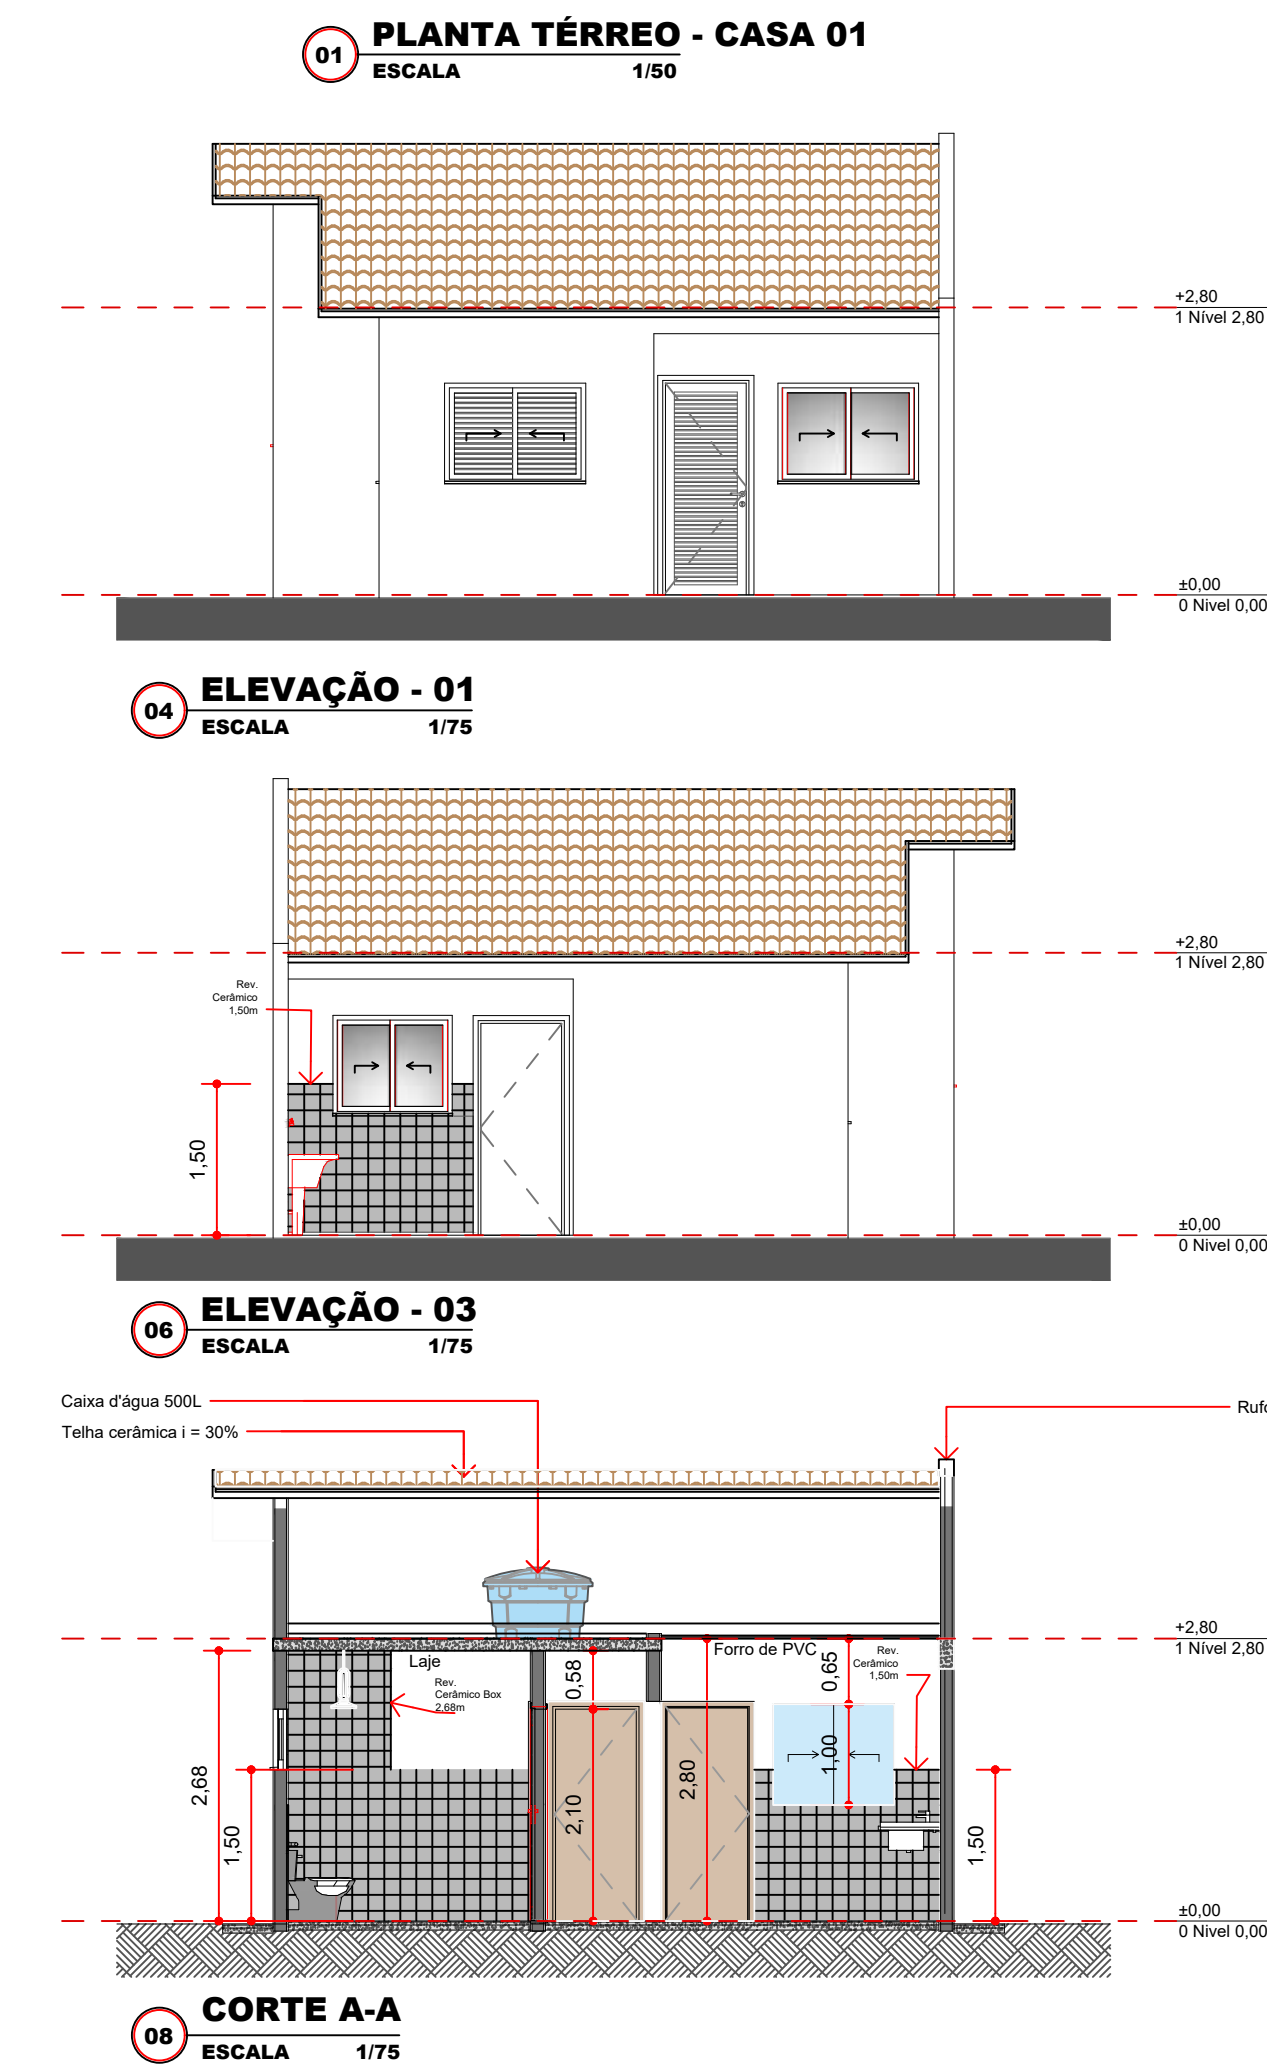 01
PLANTA TÉRREO - CASA 01
ESCALA 1/50
+2,80
1 Nível 2,80
±0,00
0 Nivel 0,00
04
ELEVAÇÃO - 01
ESCALA 1/75
+2,80
1 Nível 2,80
Rev.
Cerâmico
1,50m
1,50
±0,00
0 Nivel 0,00
06
ELEVAÇÃO - 03
ESCALA 1/75
Caixa d'água 500L
Telha cerâmica i = 30%
Rufo
+2,80
1 Nível 2,80
Laje
Rev.
Cerâmico Box
2,68m
0,58
Forro de PVC
0,65
Rev.
Cerâmico
1,50m
2,68
1,50
2,10
2,80
1,00
1,50
±0,00
0 Nivel 0,00
08
CORTE A-A
ESCALA 1/75